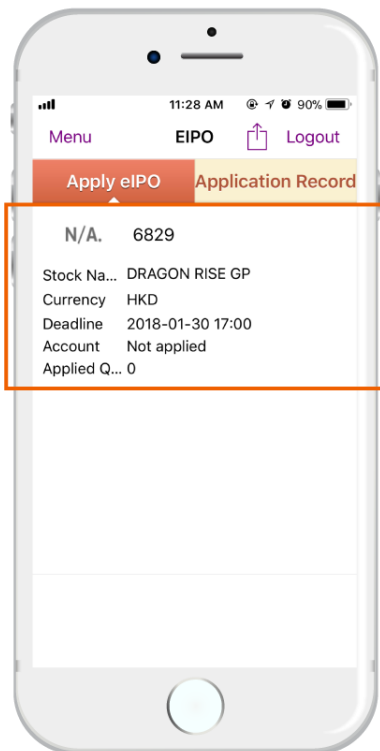 11:28 AM 90%
Menu EIPO Logout
Apply eIPO Application Record
N/A. 6829
Stock Na... DRAGON RISE GP
Currency HKD
Deadline 2018-01-30 17:00
Account Not applied
Applied Q... 0